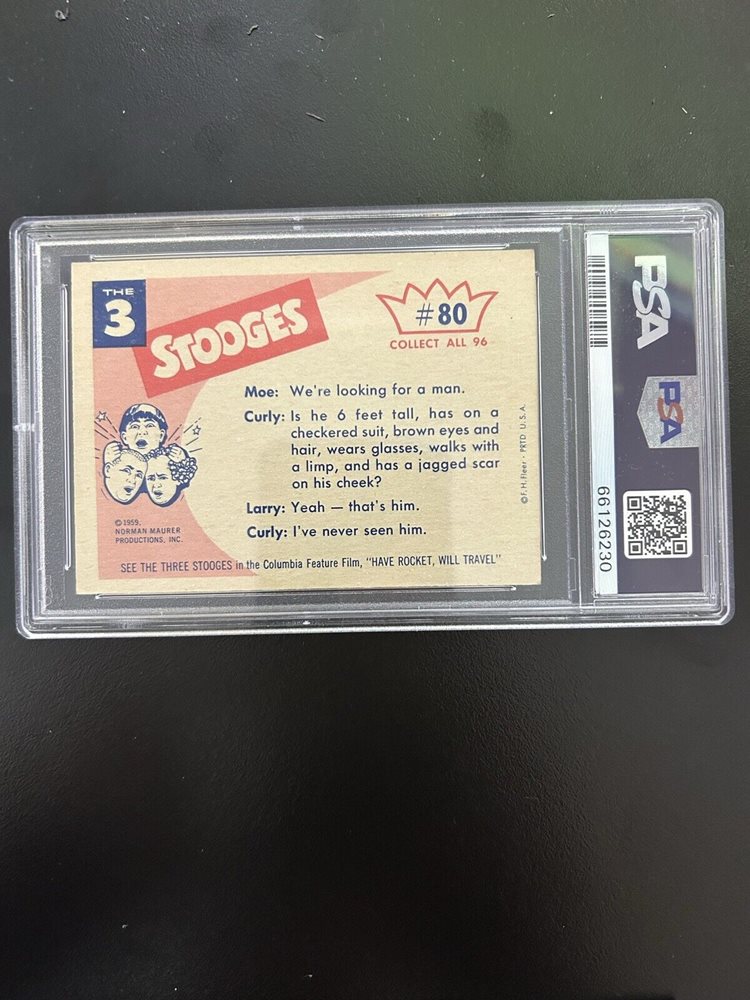 THE
3
STOOGES
#80
COLLECT ALL 96
Moe: We're looking for a man.
Curly: Is he 6 feet tall, has on a
checkered suit, brown eyes and
hair, wears glasses, walks with
a limp, and has a jagged scar
on his cheek?
Larry: Yeah — that's him.
Curly: I've never seen him.
©1959,
NORMAN MAURER
PRODUCTIONS, INC.
SEE THE THREE STOOGES in the Columbia Feature Film, "HAVE ROCKET, WILL TRAVEL"
©F. H. Fleer - PRTD U.S.A.
PSA
PSA
66126230